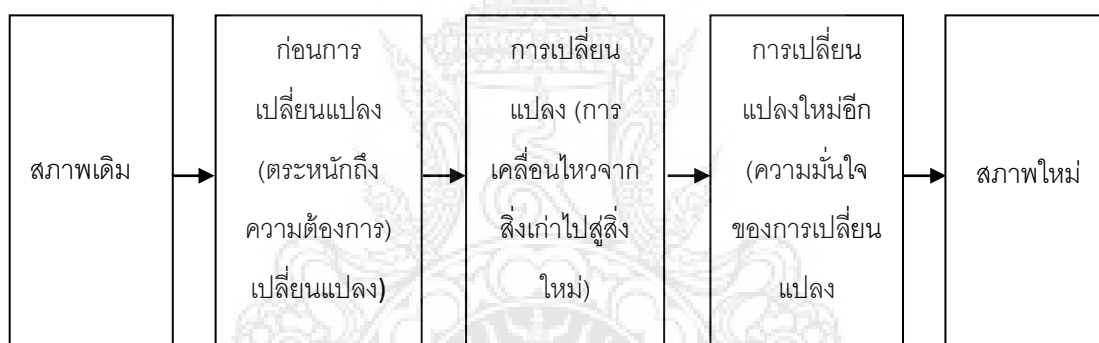 สภาพเดิม
ก่อนการ
เปลี่ยนแปลง
(ตระหนักถึง
ความต้องการ)
เปลี่ยนแปลง)
การเปลี่ยน
แปลง (การ
เคลื่อนไหวจาก
สิ่งเก่าไปสู่สิ่ง
ใหม่)
การเปลี่ยน
แปลงใหม่อีก
(ความมั่นใจ
ของการเปลี่ยน
แปลง
สภาพใหม่